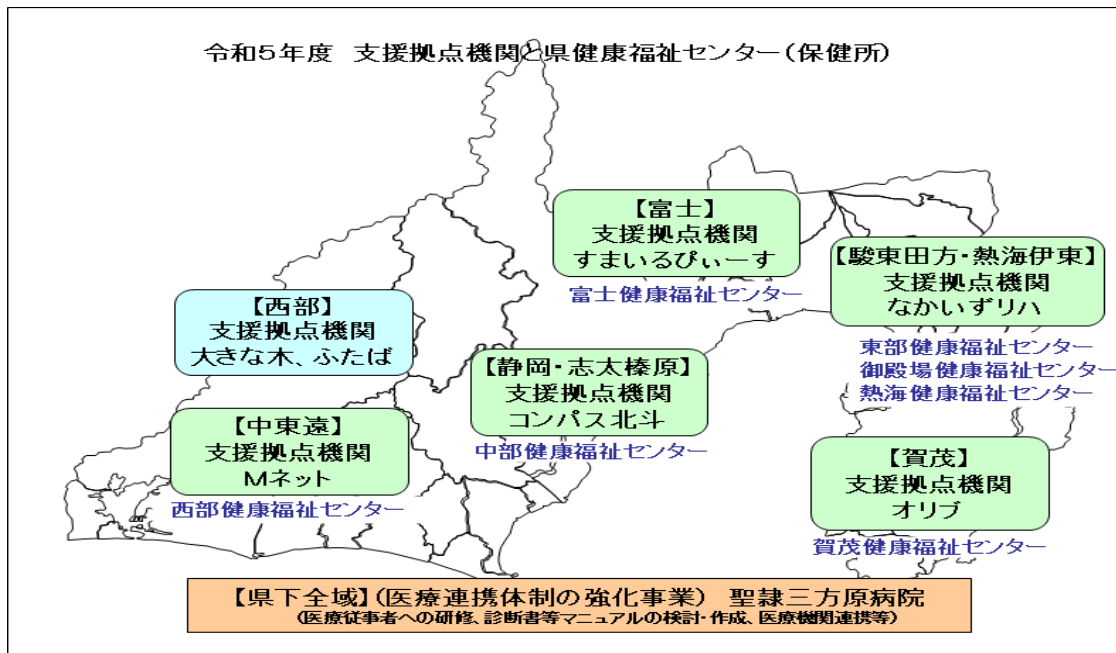 令和5年度　支援拠点機関と県健康福祉センター(保健所)
【富士】
支援拠点機関
すまいるぴぃーす
富士健康福祉センター
【駿東田方・熱海伊東】
支援拠点機関
なかいずリハ
東部健康福祉センター
御殿場健康福祉センター
熱海健康福祉センター
【西部】
支援拠点機関
大きな木、ふたば
【静岡・志太榛原】
支援拠点機関
コンパス北斗
中部健康福祉センター
【中東遠】
支援拠点機関
Mネット
西部健康福祉センター
【賀茂】
支援拠点機関
オリブ
賀茂健康福祉センター
【県下全域】(医療連携体制の強化事業)　聖隷三方原病院
(医療従事者への研修、診断書等マニュアルの検討・作成、医療機関連携等)